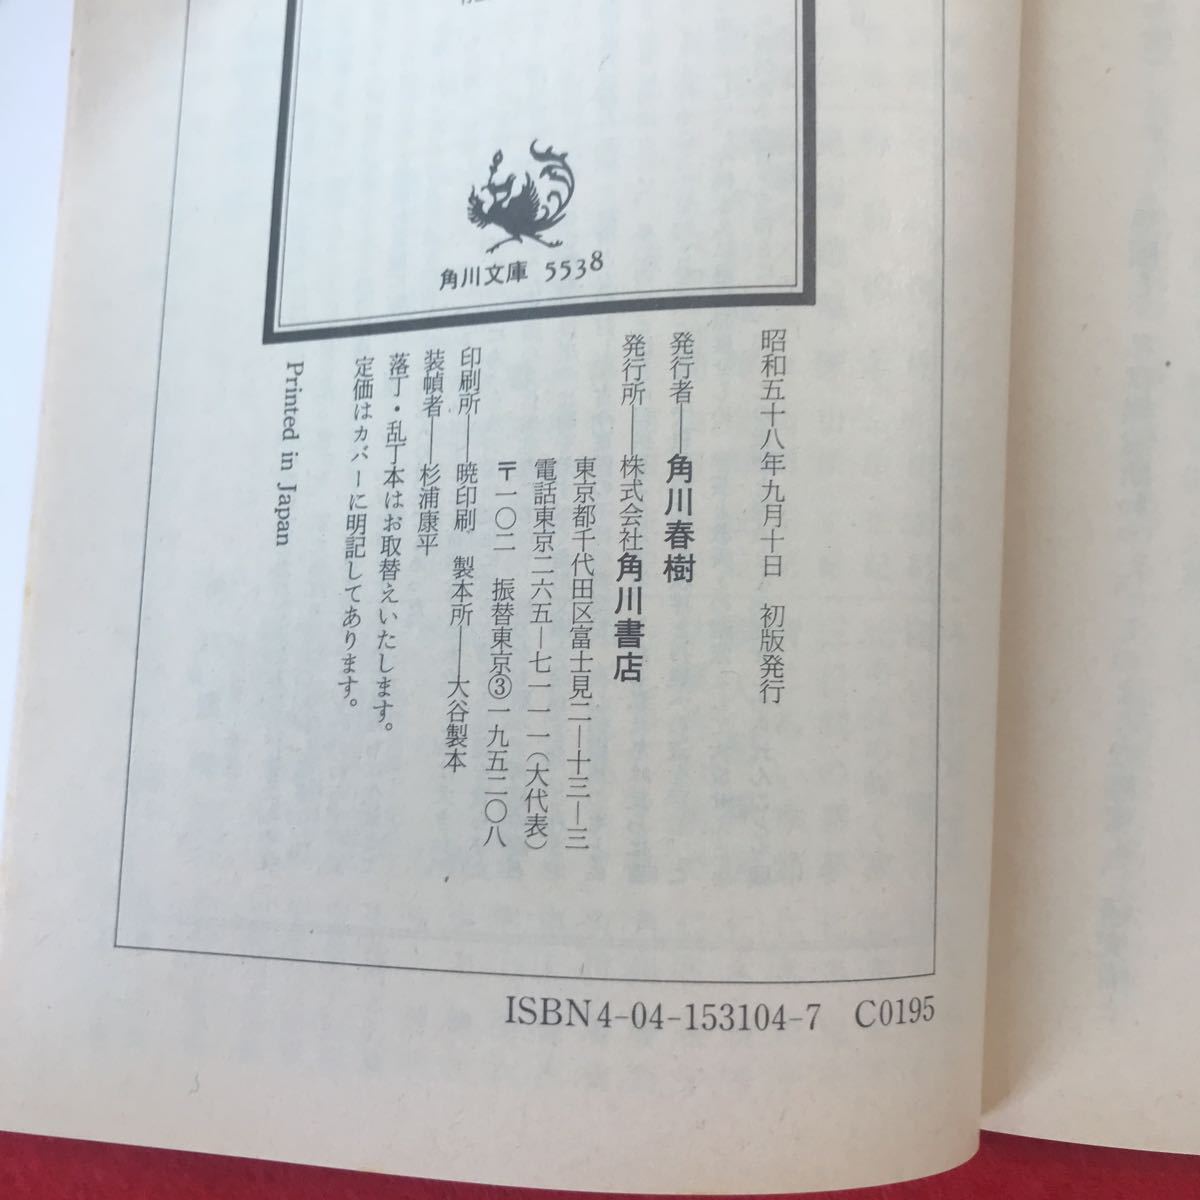 角川文庫 5538
昭和五十八年九月十日　初版発行
発行者――角川春樹
発行所――株式会社角川書店
東京都千代田区富士見二―十三―三
電話東京二六五―七一一一(大代表)
〒一〇二　振替東京③一九五二〇八
印刷所――暁印刷　製本所――大谷製本
装幀者――杉浦康平
落丁・乱丁本はお取替えいたします。
定価はカバーに明記してあります。
Printed in Japan
ISBN4-04-153104-7 C0195